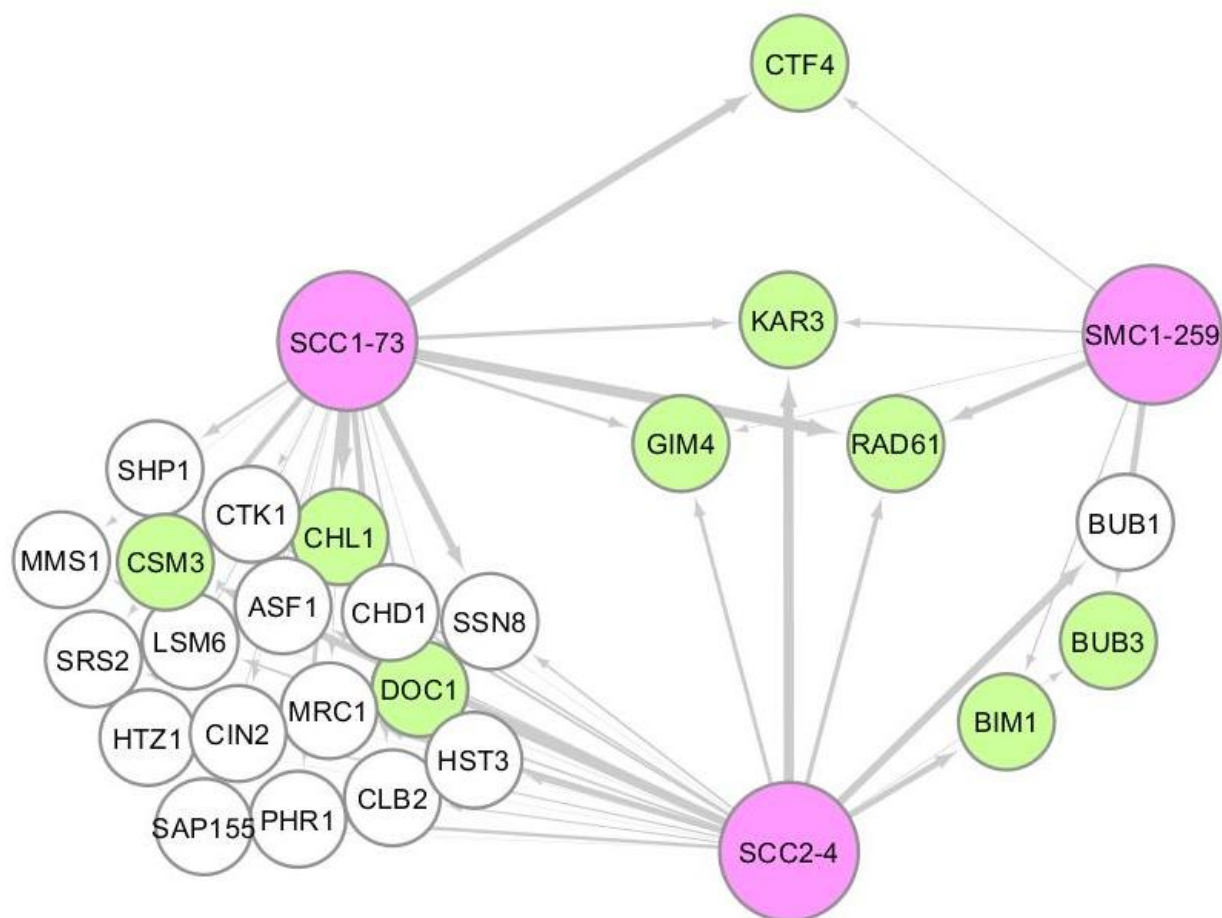 CTF4
KAR3
SCC1-73
SMC1-259
GIM4
RAD61
SHP1
CTK1
BUB1
CHL1
MMS1
CSM3
ASF1
CHD1
SSN8
LSM6
SRS2
BUB3
DOC1
MRC1
BIM1
HTZ1
CIN2
HST3
CLB2
PHR1
SAP155
SCC2-4